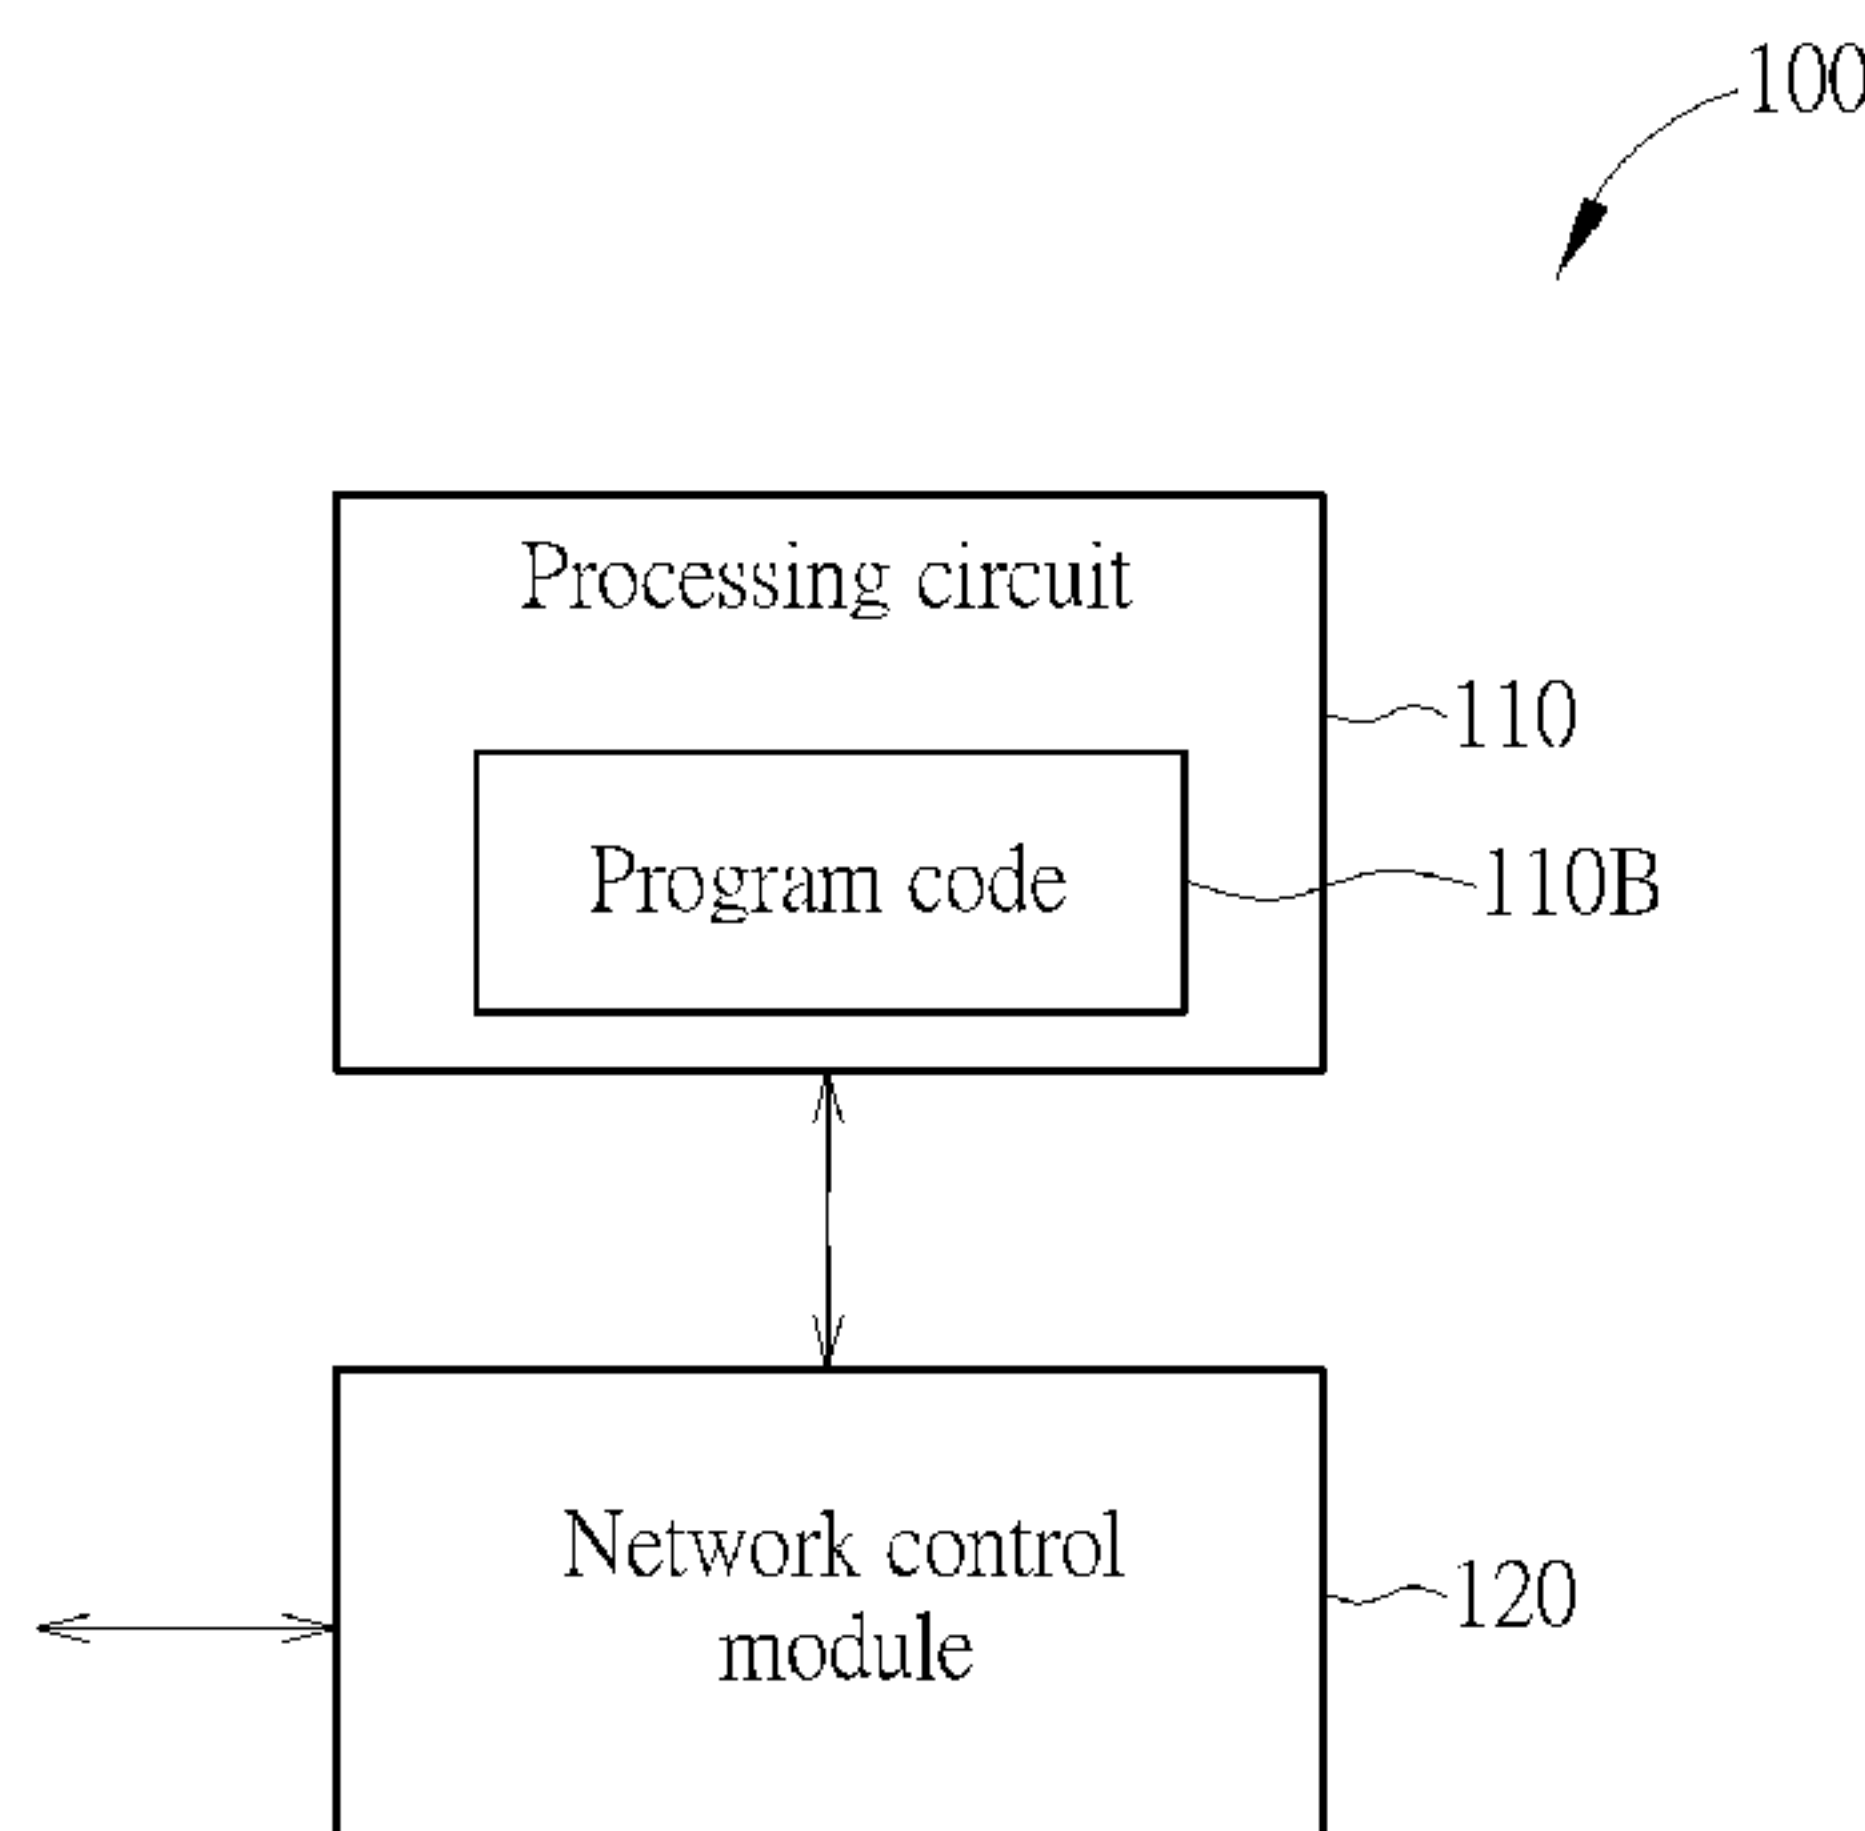 100
Processing circuit
110
Program code
110B
Network control
module
120